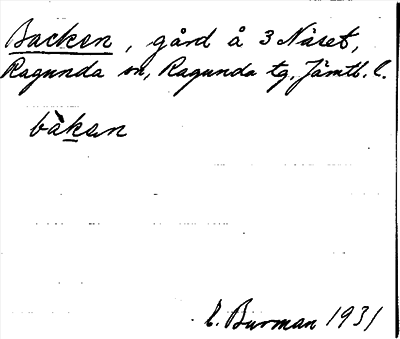 Backen, gård å 3 Näset,
Ragunda sn, Ragunda tg. Jämtl. l.
bàkan
C. Burman 1931